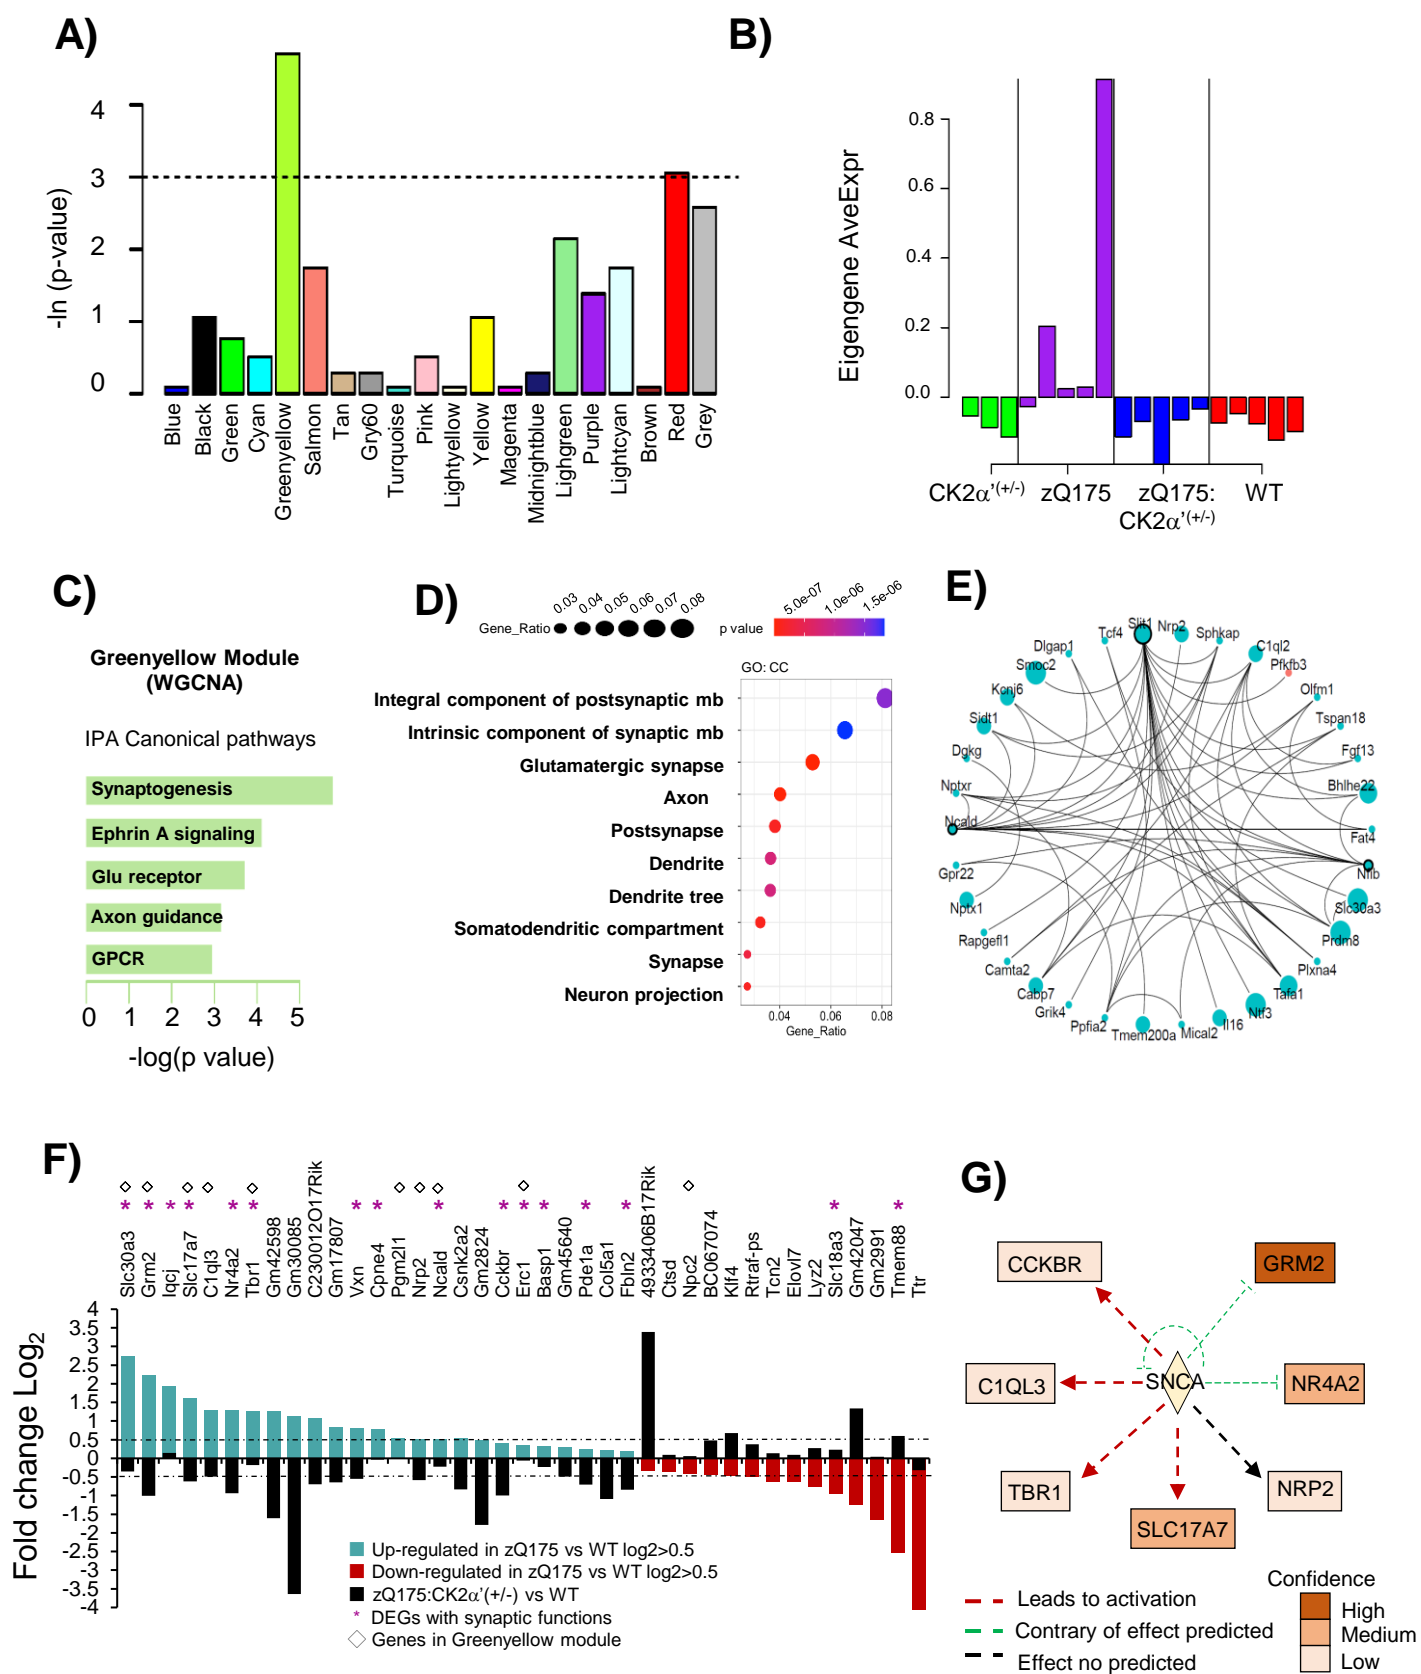 A)
4
3
2
1
0
-ln (p-value)
Blue
Black
Green
Cyan
Greenyellow
Salmon
Tan
Gry60
Turquoise
Pink
Lightyellow
Yellow
Magenta
Midnightblue
Lighgreen
Purple
Lightcyan
Brown
Red
Grey
B)
0.8
0.6
0.4
0.2
0.0
Eigengene AveExpr
CK2α’(+/-)
zQ175
zQ175:
CK2α’(+/-)
WT
C)
Greenyellow Module
(WGCNA)
IPA Canonical pathways
Synaptogenesis
Ephrin A signaling
Glu receptor
Axon guidance
GPCR
0 1 2 3 4 5
-log(p value)
D)
0.03 0.04 0.05 0.06 0.07 0.08
Gene_Ratio
5.0e-07 1.0e-06 1.5e-06
p value
GO: CC
Integral component of postsynaptic mb
Intrinsic component of synaptic mb
Glutamergic synapse
Axon
Postsynapse
Dendrite
Dendrite tree
Somatodendritic compartment
Synapse
Neuron projection
0.04 0.06 0.08
Gene_Ratio
E)
Slit1
Nrp2
Sphkap
C1ql2
Pfkfb3
Olfm1
Tspan18
Fgf13
Bhlhe22
Fat4
Nfib
Slc30a3
Prdm8
Plxna4
Tafa1
Ntf3
Il16
Mical2
Tmem200a
Ppfia2
Grik4
Cabp7
Camta2
Rapgefl1
Nptx1
Gpr22
Ncald
Nptxr
Dgkg
Sidt1
Kcnj6
Smoc2
Dlgap1
Tcf4
F)
Slc30a3
Grm2
Iqcj
Slc17a7
C1ql3
Nr4a2
Tbr1
Gm42598
Gm30085
C230012O17Rik
Gm17807
Vxn
Cpne4
Pgm2l1
Nrp2
Ncald
Csnk2a2
Gm2824
Cckbr
Erc1
Basp1
Gm45640
Pde1a
Col5a1
Fbln2
4933406B17Rik
Ctsd
Npc2
BC067074
Klf4
Rtraf-ps
Tcn2
Elovl7
Lyz2
Slc18a3
Gm42047
Gm2991
Tmem88
Ttr
4
3.5
3
2.5
2
1.5
1
0.5
0
-0.5
-1
-1.5
-2
-2.5
-3
-3.5
-4
Fold change Log2
Up-regulated in zQ175 vs WT log2>0.5
Down-regulated in zQ175 vs WT log2>0.5
zQ175:CK2α’(+/-) vs WT
* DEGs with synaptic functions
Genes in Greenyellow module
G)
CCKBR
GRM2
C1QL3
SNCA
NR4A2
TBR1
SLC17A7
NRP2
Leads to activation
Contrary of effect predicted
Effect no predicted
Confidence
High
Medium
Low